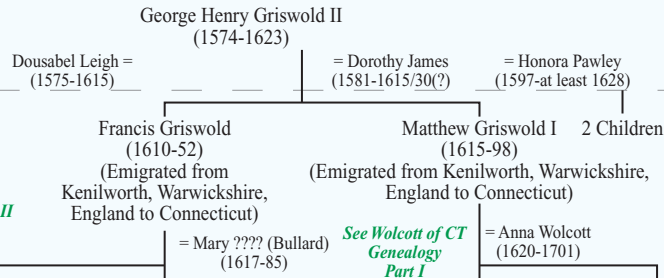 George Henry Griswold II
(1574-1623)
Dousabel Leigh =
(1575-1615)
= Dorothy James
(1581-1615/30(?)
= Honora Pawley
(1597-at least 1628)
Francis Griswold
(1610-52)
(Emigrated from
Kenilworth, Warwickshire,
England to Connecticut)
Matthew Griswold I
(1615-98)
(Emigrated from Kenilworth, Warwickshire,
England to Connecticut)
2 Children
II
= Mary ???? (Bullard)
(1617-85)
See Wolcott of CT
Genealogy
Part I
= Anna Wolcott
(1620-1701)